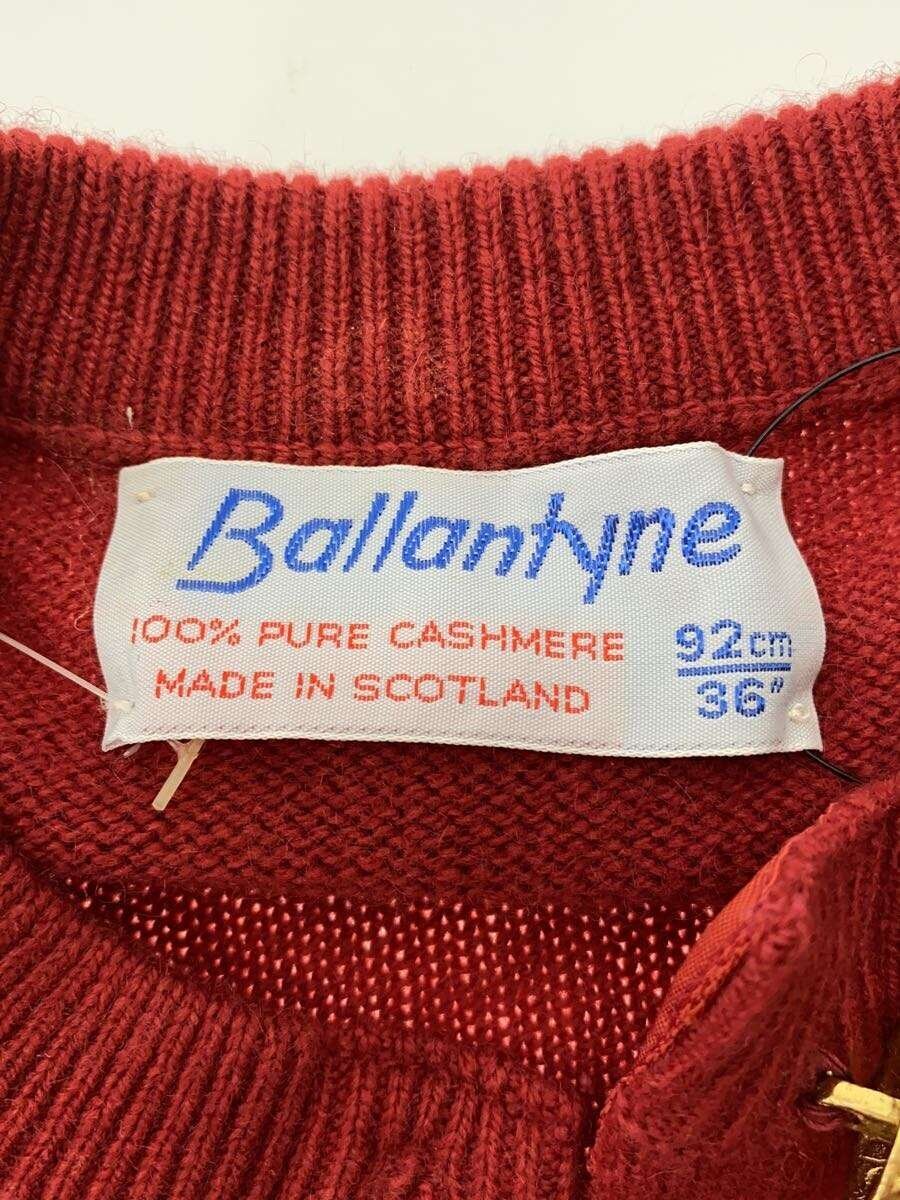 Ballantyne
100% PURE CASHMERE
MADE IN SCOTLAND
92cm
36"